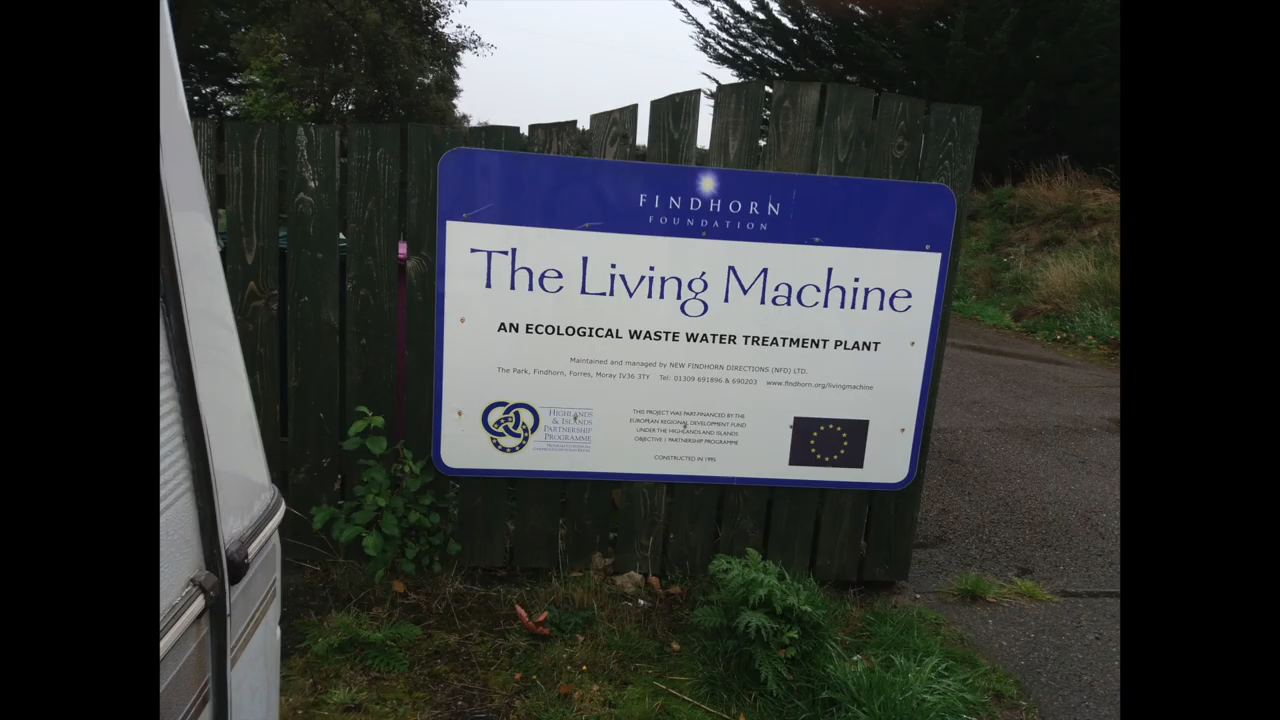 FINDHORN
FOUNDATION
The Living Machine
AN ECOLOGICAL WASTE WATER TREATMENT PLANT
Maintained and managed by NEW FINDHORN DIRECTIONS (NFD) LTD.
The Park, Findhorn, Forres, Moray IV36 3TY Tel: 01309 691896 & 690203 www.findhorn.org/livingmachine
HIGHLANDS
& ISLANDS
PARTNERSHIP
PROGRAMME
THIS PROJECT WAS PART-FINANCED BY THE
EUROPEAN REGIONAL DEVELOPMENT FUND
UNDER THE HIGHLANDS AND ISLANDS
OBJECTIVE 1 PARTNERSHIP PROGRAMME
CONSTRUCTED IN 1995